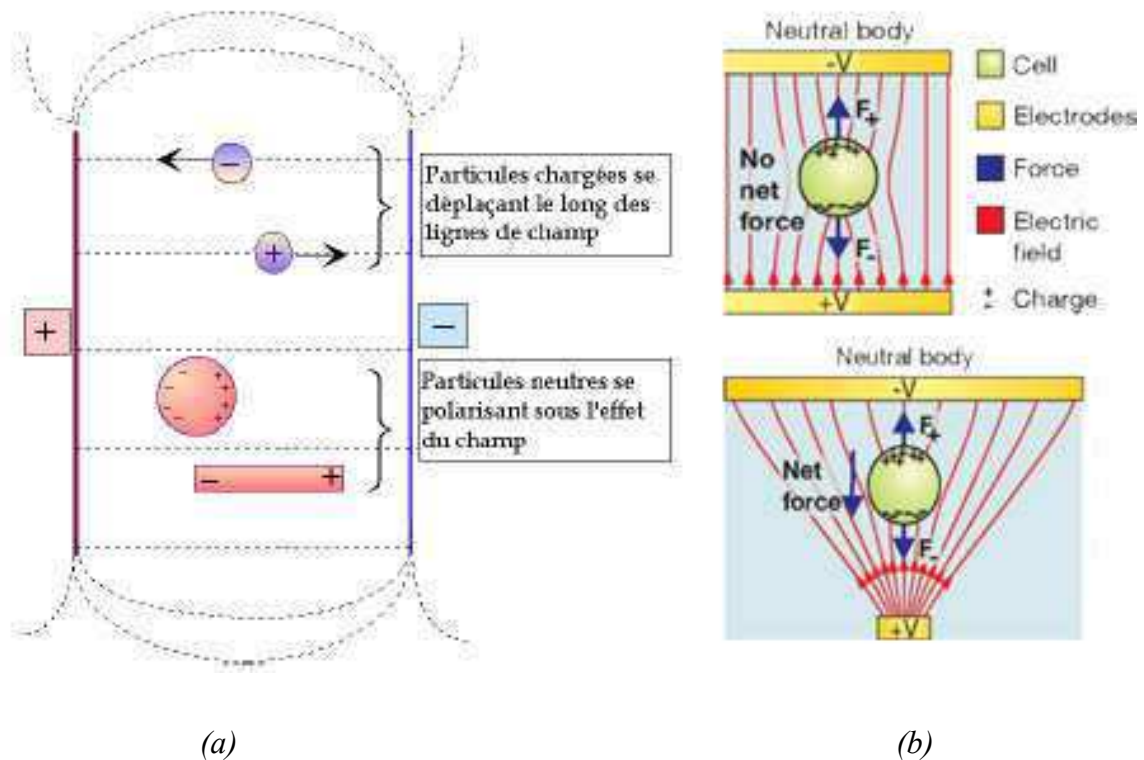 −
+
Particules chargées se
déplaçant le long des
lignes de champ
+
−
Particules neutres se
polarisant sous l'effet
du champ
− +
(a)
Neutral body
-V
F+
No
net
force
F-
+V
Cell
Electrodes
Force
Electric
field
Charge
Neutral body
-V
F+
Net
force
F-
+V
(b)